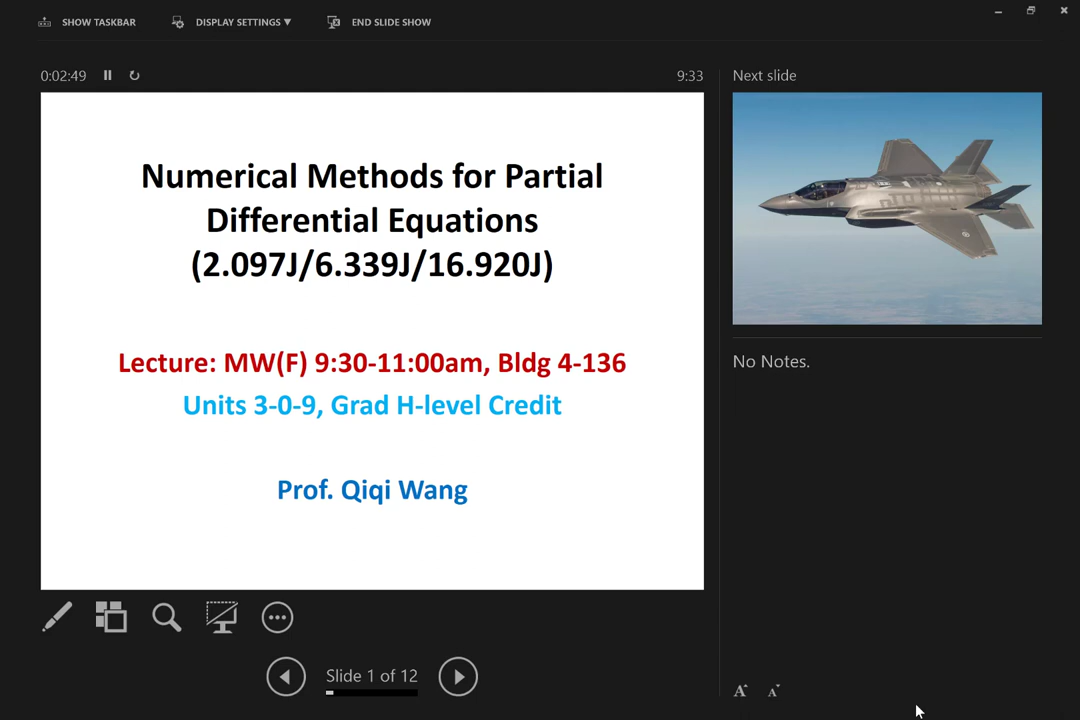 SHOW TASKBAR
DISPLAY SETTINGS ▼
END SLIDE SHOW
0:02:49
9:33
Numerical Methods for Partial
Differential Equations
(2.097J/6.339J/16.920J)
Lecture: MW(F) 9:30-11:00am, Bldg 4-136
Units 3-0-9, Grad H-level Credit
Prof. Qiqi Wang
Slide 1 of 12
Next slide
No Notes.
A A